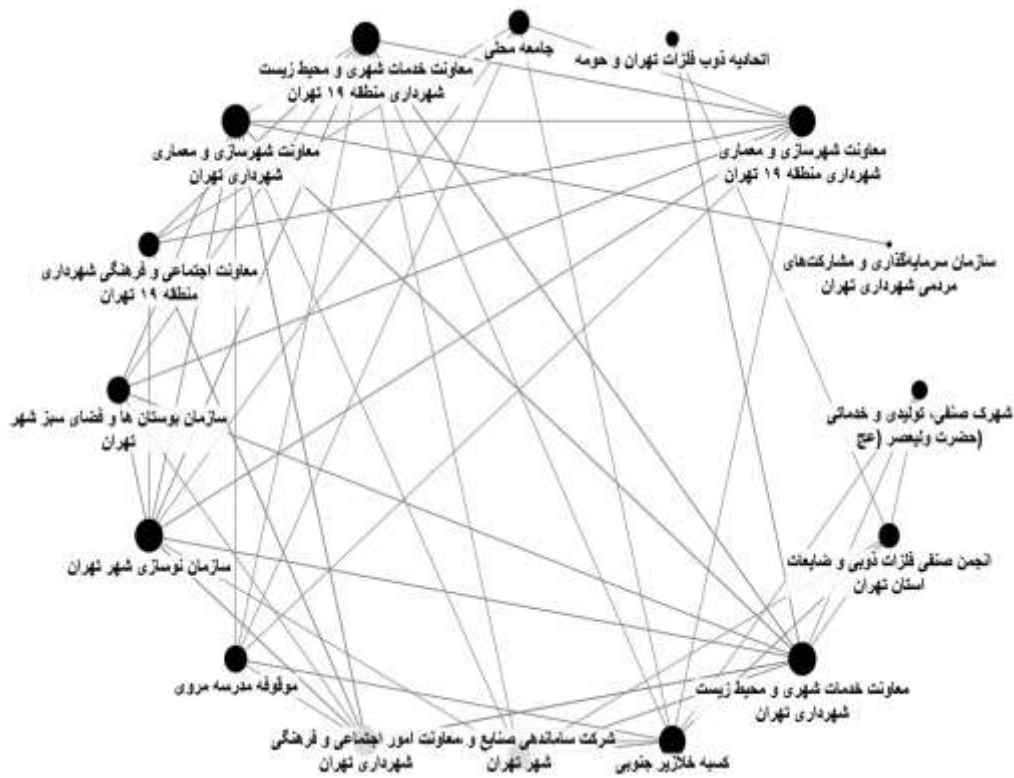 جامعه محلی
اتحادیه ذوب فلزات تهران و حومه
معاونت خدمات شهری و محیط زیست
شهرداری منطقه ۱۹ تهران
معاونت شهرسازی و معماری
شهرداری منطقه ۱۹ تهران
معاونت شهرسازی و معماری
شهرداری تهران
سازمان سرمایه‌گذاری و مشارکت‌های
مردمی شهرداری تهران
معاونت اجتماعی و فرهنگی شهرداری
منطقه ۱۹ تهران
شهرک صنفی، تولیدی و خدماتی
حضرت ولیعصر (عج)
سازمان بوستان ها و فضای سبز شهر
تهران
انجمن صنفی فلزات ذوبی و ضایعات
استان تهران
سازمان نوسازی شهر تهران
معاونت خدمات شهری و محیط زیست
شهرداری تهران
موقوفه مدرسه مروی
کسبه خلازیر جنوبی
شرکت ساماندهی صنایع و
شهر تهران
معاونت امور اجتماعی و فرهنگی
شهرداری تهران